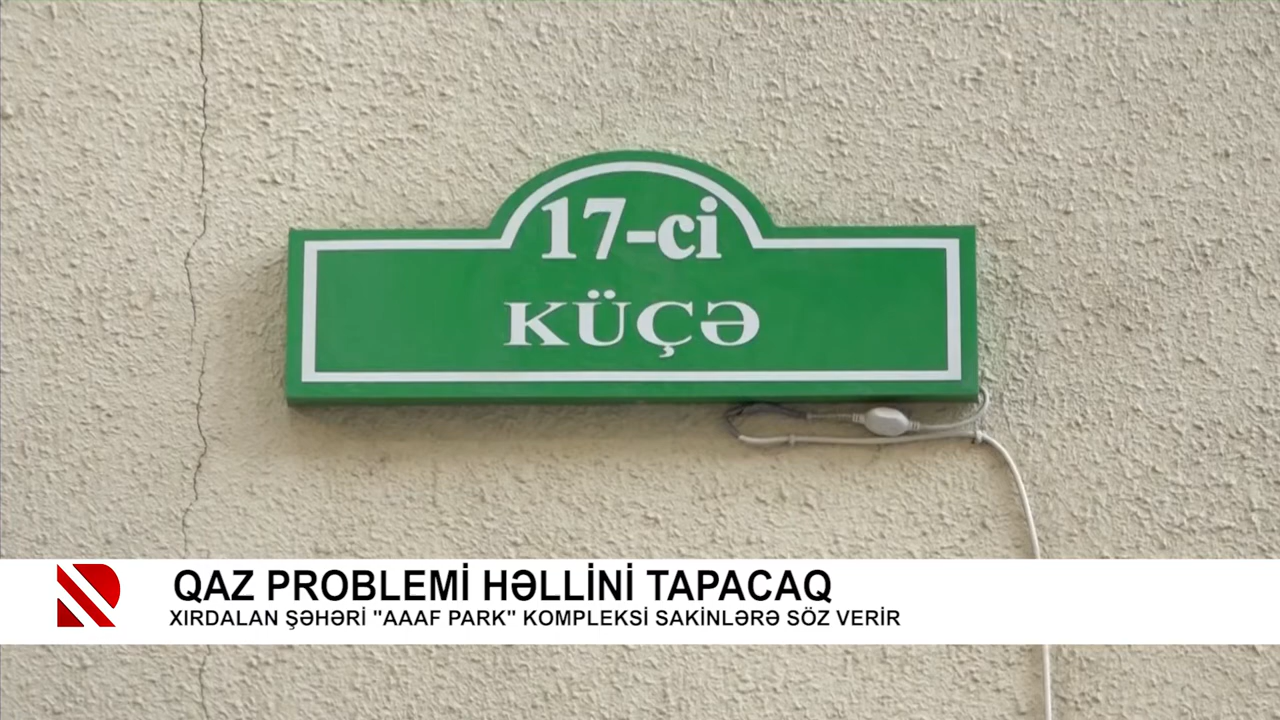 17-ci
KÜÇƏ
QAZ PROBLEMİ HƏLLİNİ TAPACAQ
XIRDALAN ŞƏHƏRİ "AAAF PARK" KOMPLEKSİ SAKİNLƏRƏ SÖZ VERİR